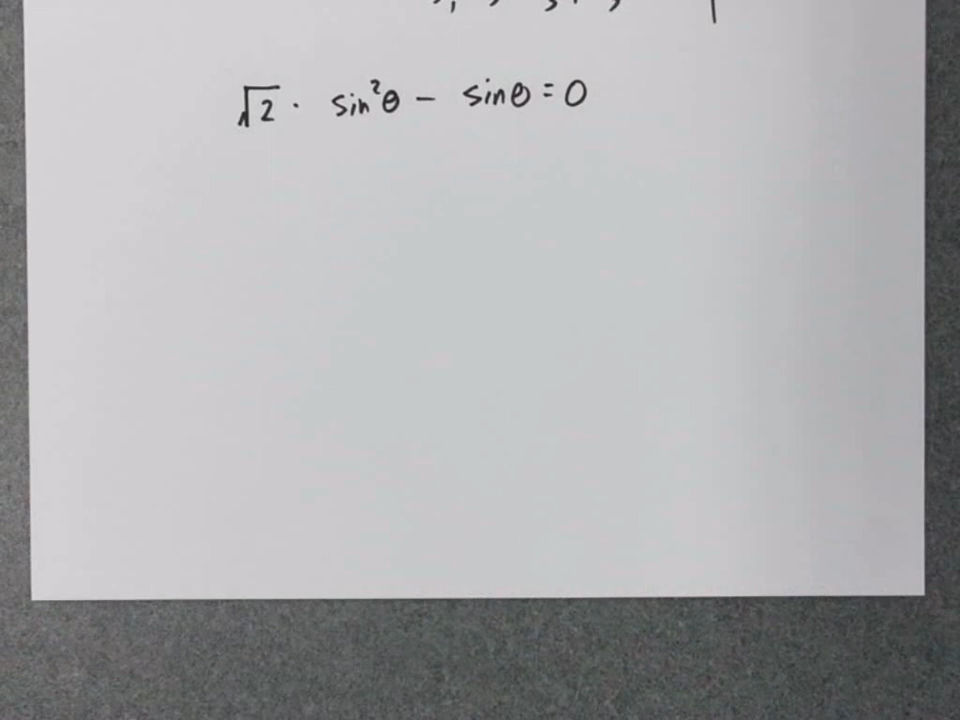 √2 · sin²θ − sinθ = 0